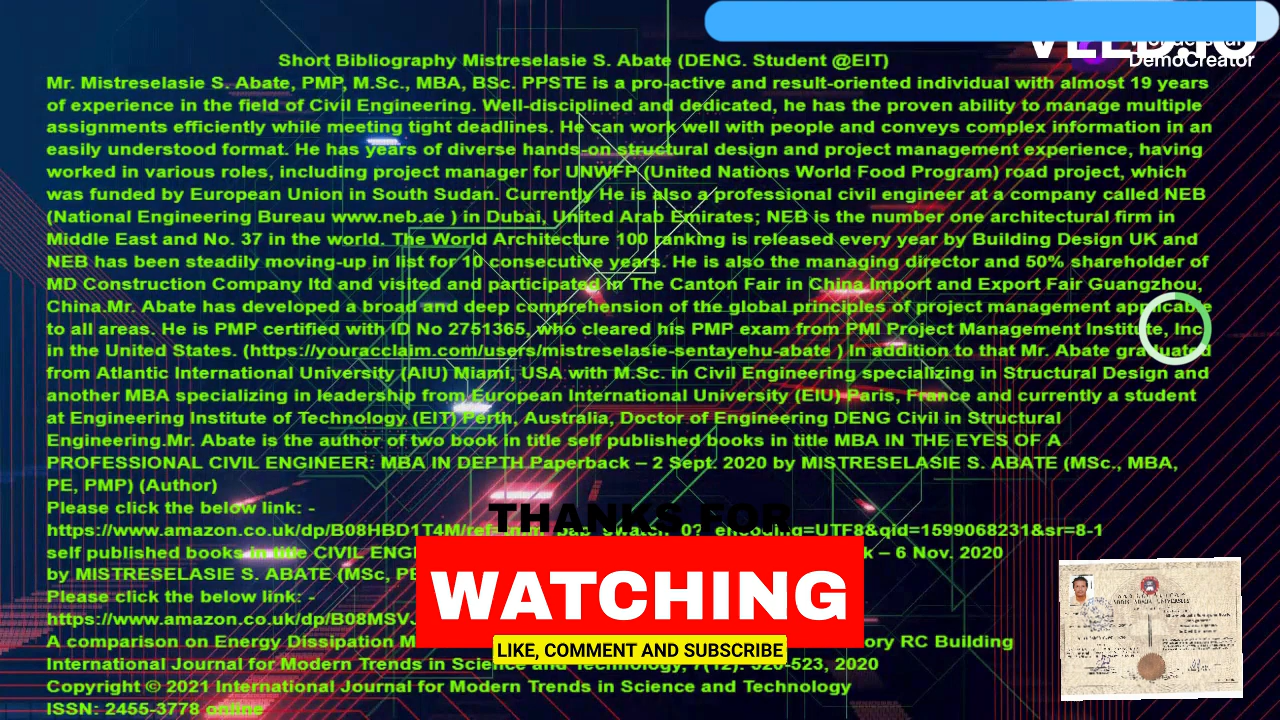 VEED.IO
DemoCreator
Short Bibliography Mistreselasie S. Abate (DENG. Student @EIT)
Mr. Mistreselasie S. Abate, PMP, M.Sc., MBA, BSc. PPSTE is a pro-active and result-oriented individual with almost 19 years
of experience in the field of Civil Engineering. Well-disciplined and dedicated, he has the proven ability to manage multiple
assignments efficiently while meeting tight deadlines. He can work well with people and conveys complex information in an
easily understood format. He has years of diverse hands-on structural design and project management experience, having
worked in various roles, including project manager for UNWFP (United Nations World Food Program) road project, which
was funded by European Union in South Sudan. Currently He is also a professional civil engineer at a company called NEB
(National Engineering Bureau www.neb.ae ) in Dubai, United Arab Emirates; NEB is the number one architectural firm in
Middle East and No. 37 in the world. The World Architecture 100 ranking is released every year by Building Design UK and
NEB has been steadily moving-up in list for 10 consecutive years. He is also the managing director and 50% shareholder of
MD Construction Company ltd and visited and participated in The Canton Fair in China Import and Export Fair Guangzhou,
China.Mr. Abate has developed a broad and deep comprehension of the global principles of project management applicable
to all areas. He is PMP certified with ID No 2751365, who cleared his PMP exam from PMI Project Management Institute, Inc.
in the United States. (https://youracclaim.com/users/mistreselasie-sentayehu-abate ) In addition to that Mr. Abate graduated
from Atlantic International University (AIU) Miami, USA with M.Sc. in Civil Engineering specializing in Structural Design and
another MBA specializing in leadership from European International University (EIU) Paris, France and currently a student
at Engineering Institute of Technology (EIT) Perth, Australia, Doctor of Engineering DENG Civil in Structural
Engineering.Mr. Abate is the author of two book in title self published books in title MBA IN THE EYES OF A
PROFESSIONAL CIVIL ENGINEER: MBA IN DEPTH Paperback – 2 Sept. 2020 by MISTRESELASIE S. ABATE (MSc., MBA,
PE, PMP) (Author)
Please click the below link: -
THANKS FOR
https://www.amazon.co.uk/dp/B08HBD1T4M/ encoding=UTF8&qid=1599068231&sr=8-1
self published books in title CIVIL – 6 Nov. 2020
by MISTRESELASIE S. ABATE (MSc,
WATCHING
Please click the below link: -
https://www.amazon.co.uk/dp/
A comparison on Energy Dissipation RC Building
LIKE, COMMENT AND SUBSCRIBE
International Journal for Modern Trends in Science and Technology, 2020
Copyright © 2021 International Journal for Modern Trends in Science and Technology
ISSN: 2455-3778 online